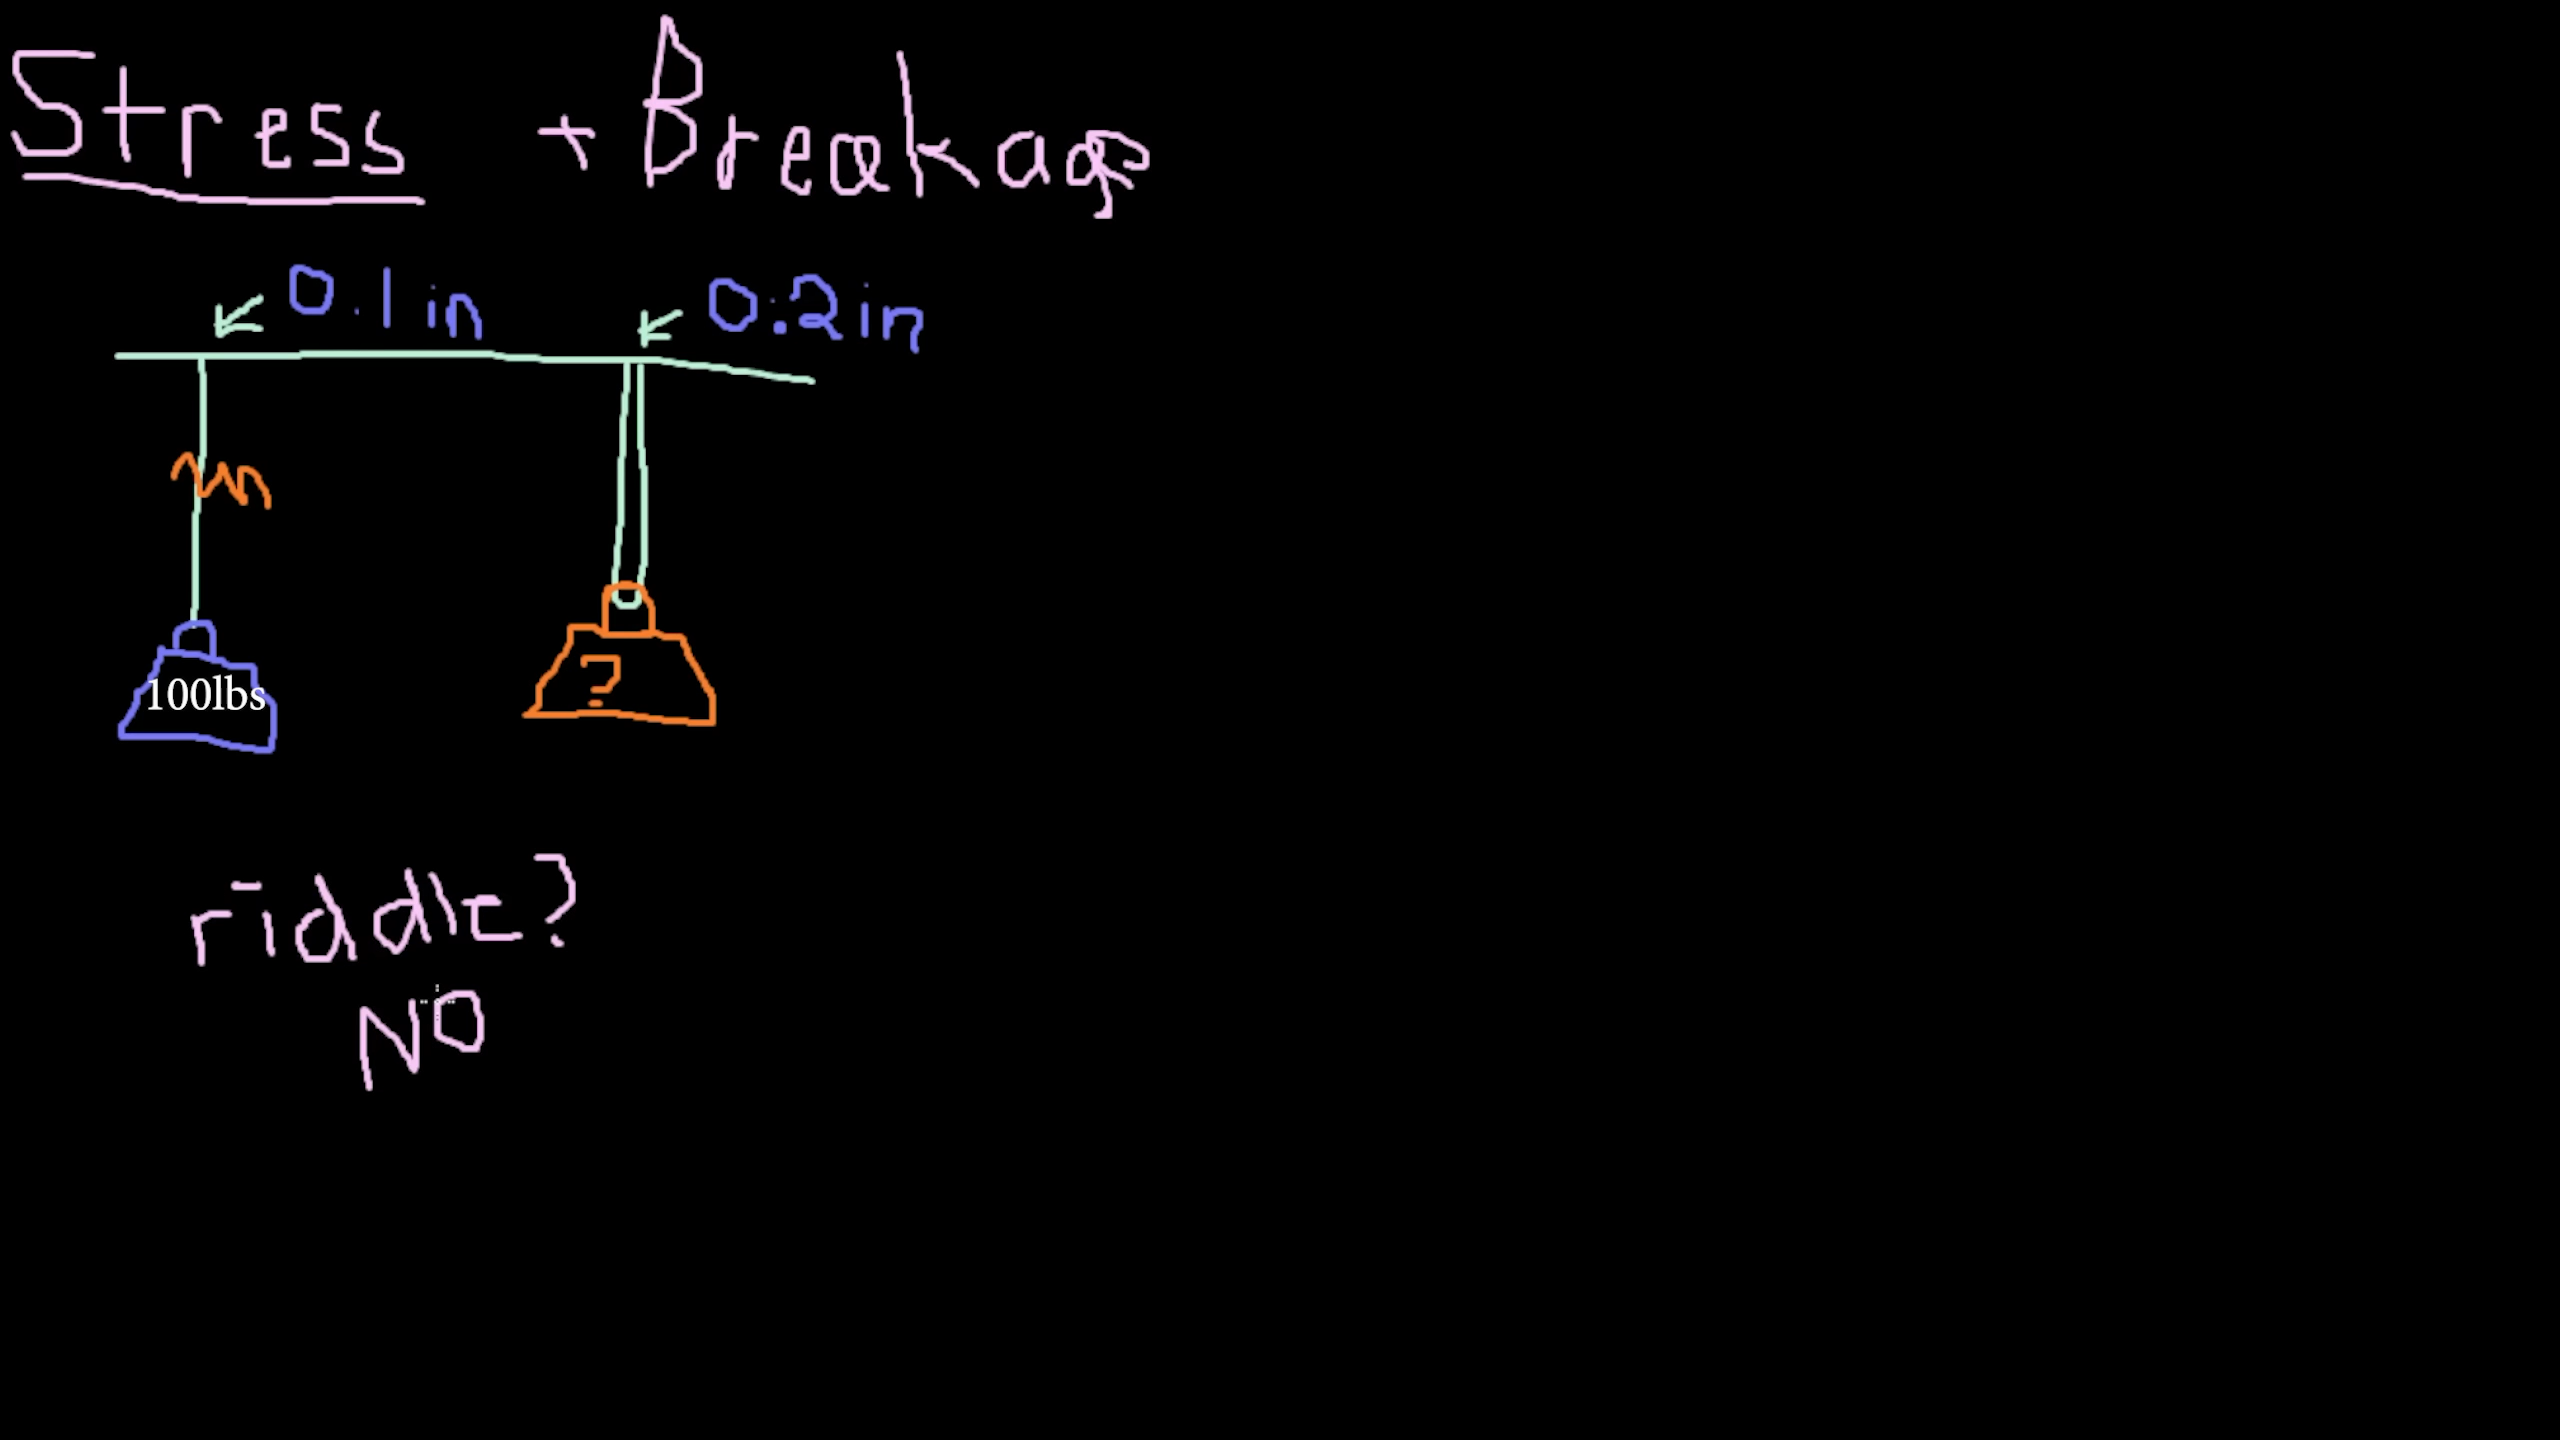 Stress + Breakage
0.1in 0.2in
100lbs ?
riddle?
NO